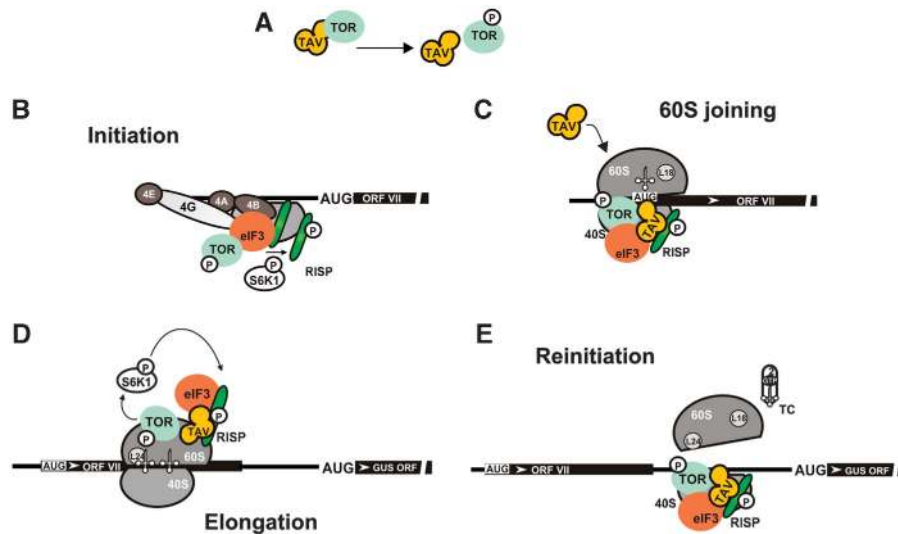 A
TAV
TOR
TAV
TOR
P
B
Initiation
4E
4G
4A
4B
AUG
ORF VII
eIF3
TOR
P
P
S6K1
P
RISP
C
60S joining
TAV
60S
L18
P
AUG
ORF VII
TOR
TAV
P
40S
eIF3
RISP
D
P
S6K1
eIF3
TOR
P
TAV
P
RISP
L24
60S
AUG
ORF VII
40S
AUG
GUS ORF
Elongation
E
Reinitiation
2
GTP
TC
60S
L18
L24
P
AUG
ORF VII
TOR
AUG
GUS ORF
TAV
40S
P
eIF3
RISP